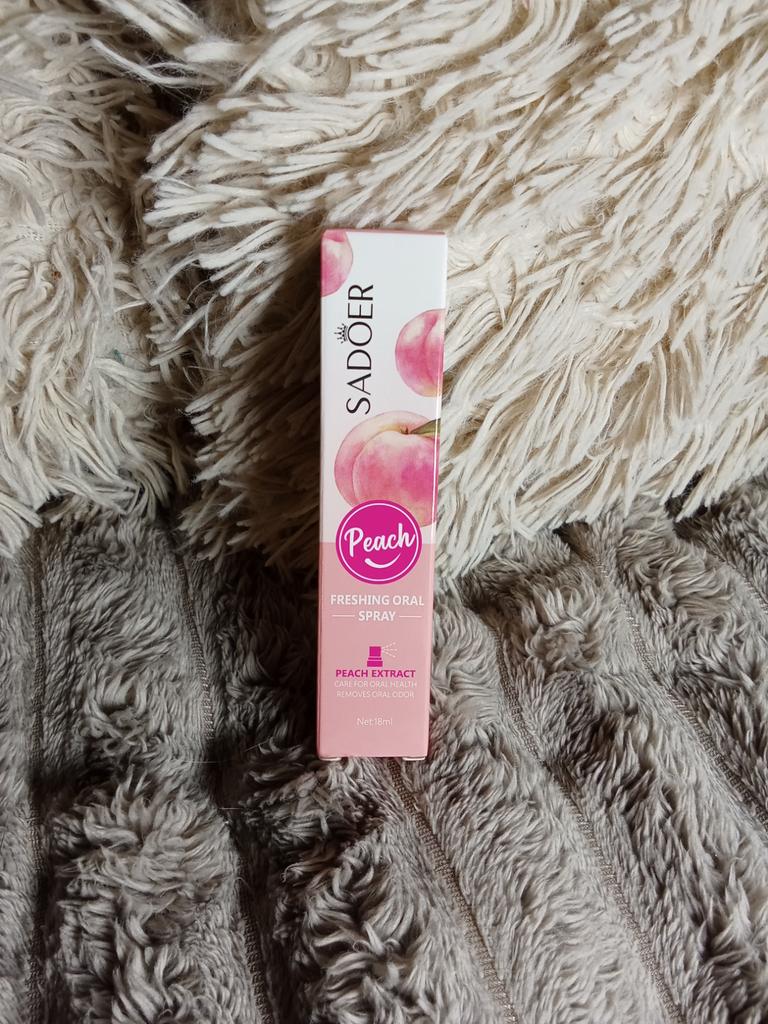 SADOER
Peach
FRESHING ORAL
SPRAY
PEACH EXTRACT
CARE FOR ORAL HEALTH
REMOVES ORAL ODOR
Net:18ml